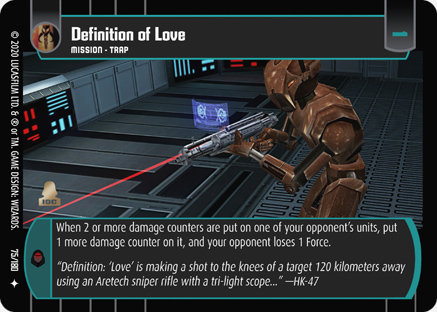 Definition of Love
MISSION • TRAP
1
© 2020 LUCASFILM LTD. & ® or TM. GAME DESIGN: WIZARDS.
75/180
IDC
When 2 or more damage counters are put on one of your opponent's units, put
1 more damage counter on it, and your opponent loses 1 Force.
"Definition: 'Love' is making a shot to the knees of a target 120 kilometers away
using an Aretech sniper rifle with a tri-light scope..." —HK-47